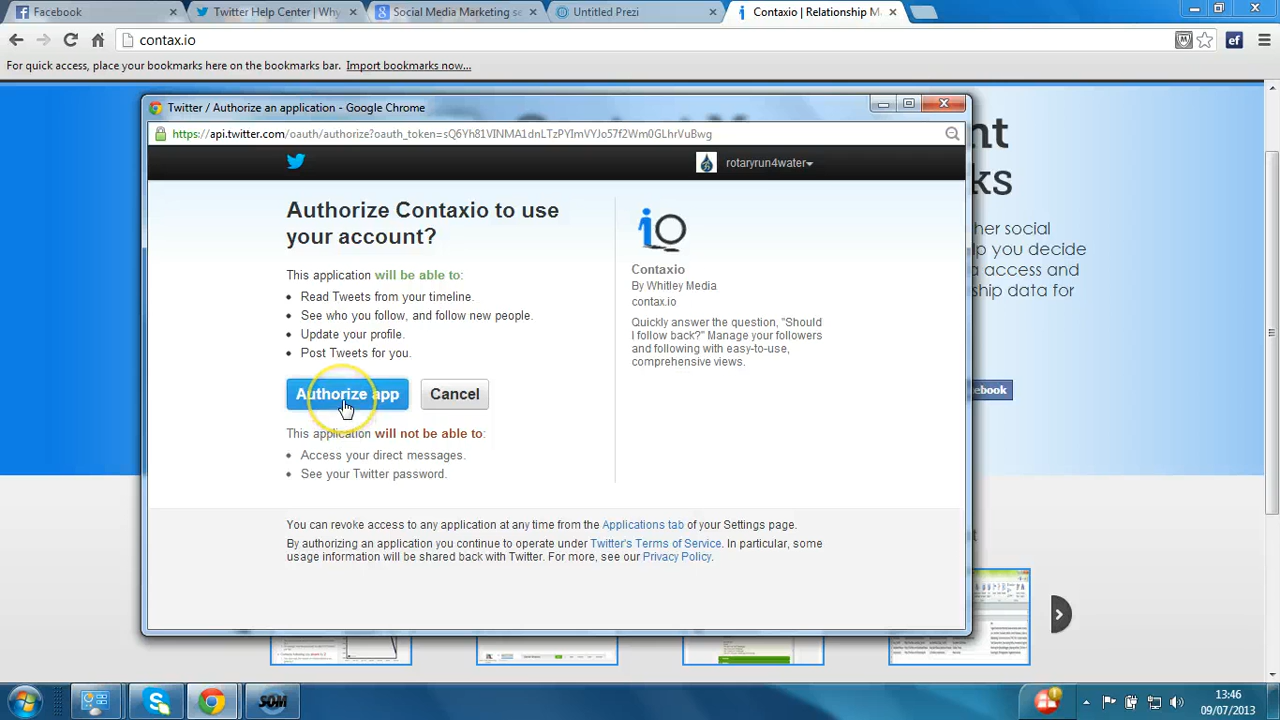 Facebook
Twitter Help Center | Why
Social Media Marketing se
Untitled Prezi
Contaxio | Relationship M
contax.io
ef
For quick access, place your bookmarks here on the bookmarks bar. Import bookmarks now...
Twitter / Authorize an application - Google Chrome
rotaryrun4water
Authorize Contaxio to use
your account?
This application will be able to:
Read Tweets from your timeline.
See who you follow, and follow new people.
Update your profile.
Post Tweets for you.
Authorize app
Cancel
This application will not be able to:
Access your direct messages.
See your Twitter password.
iO
Contaxio
By Whitley Media
contax.io
Quickly answer the question, "Should
I follow back?" Manage your followers
and following with easy-to-use,
comprehensive views.
You can revoke access to any application at any time from the Applications tab of your Settings page.
By authorizing an application you continue to operate under Twitter's Terms of Service. In particular, some
usage information will be shared back with Twitter. For more, see our Privacy Policy.
nt
ks
her social
lp you decide
a access and
ship data for
ebook
SOM
13:46
09/07/2013